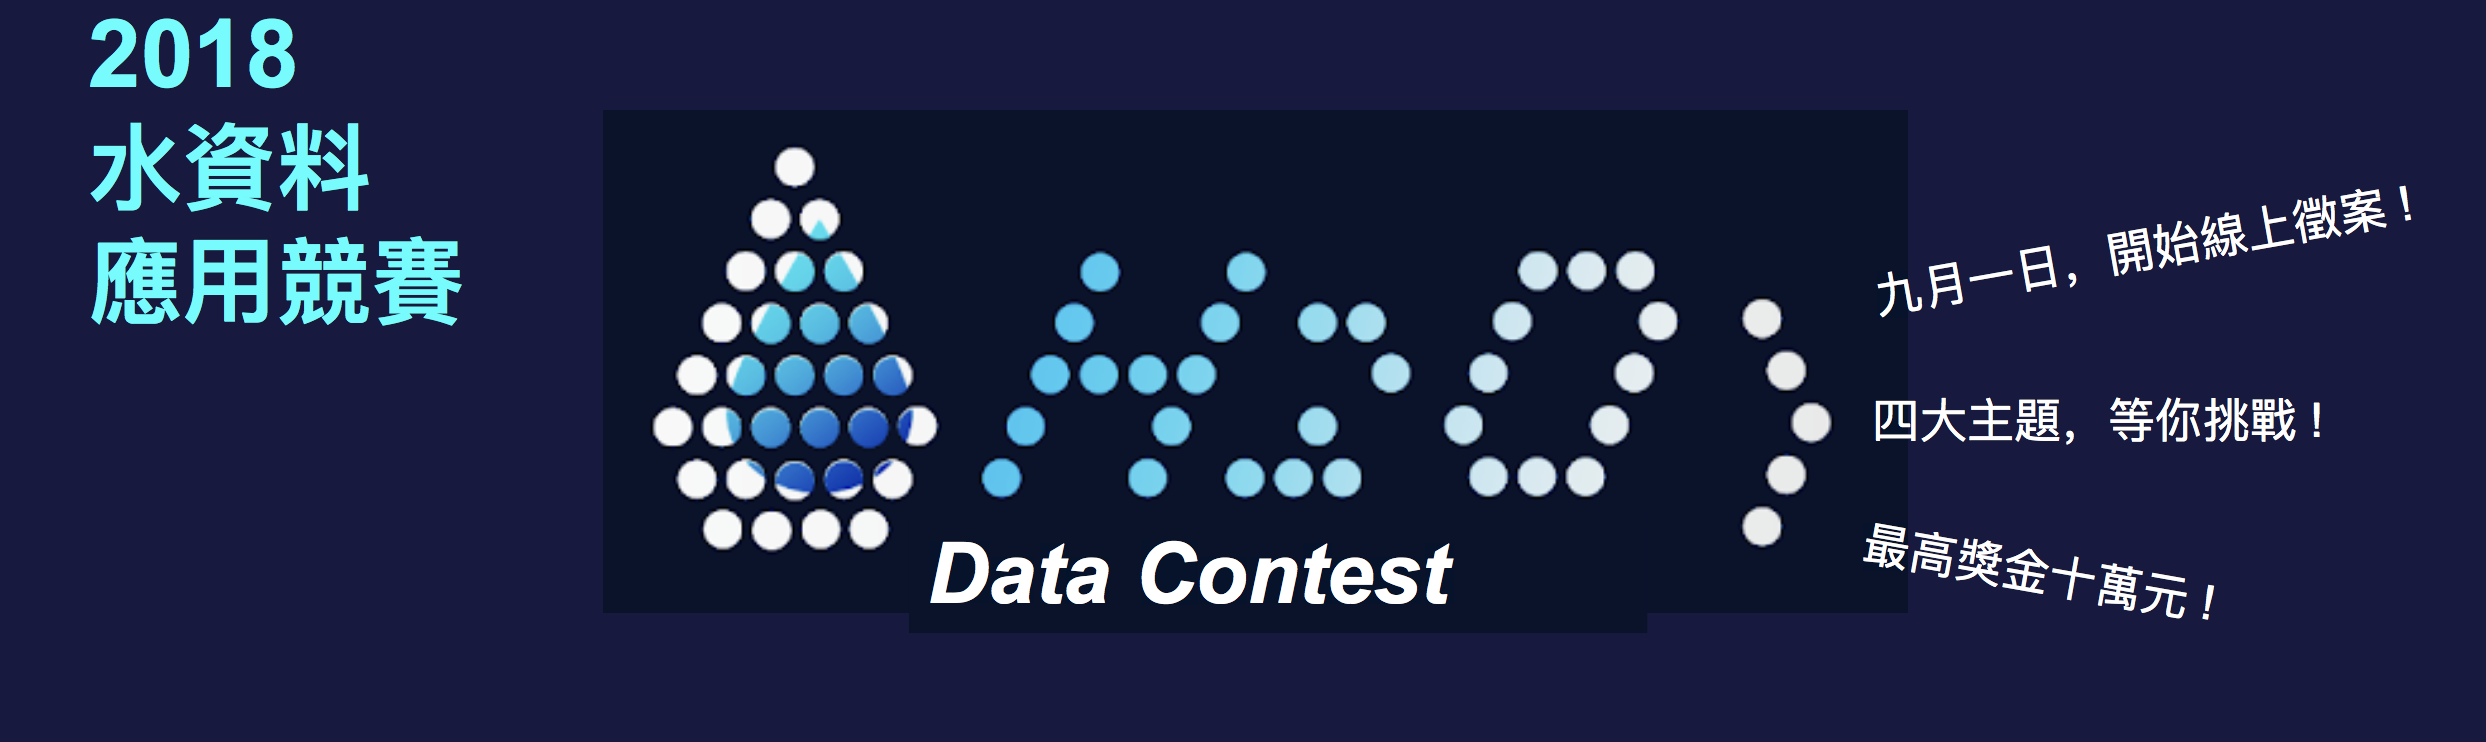 2018
水資料
應用競賽
H2O
Data Contest
九月一日，開始線上徵案！
四大主題，等你挑戰！
最高獎金十萬元！